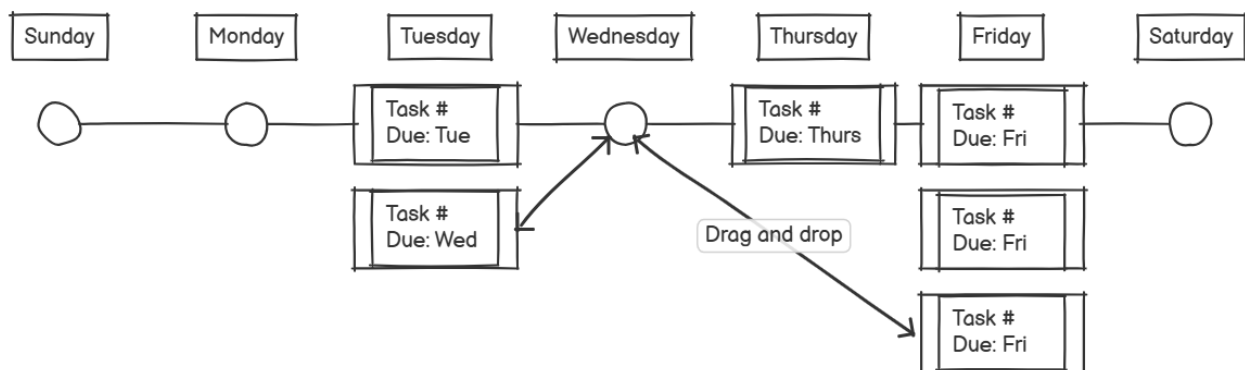 Sunday
Monday
Tuesday
Wednesday
Thursday
Friday
Saturday
Task #
Due: Tue
Task #
Due: Thurs
Task #
Due: Fri
Task #
Due: Wed
Drag and drop
Task #
Due: Fri
Task #
Due: Fri